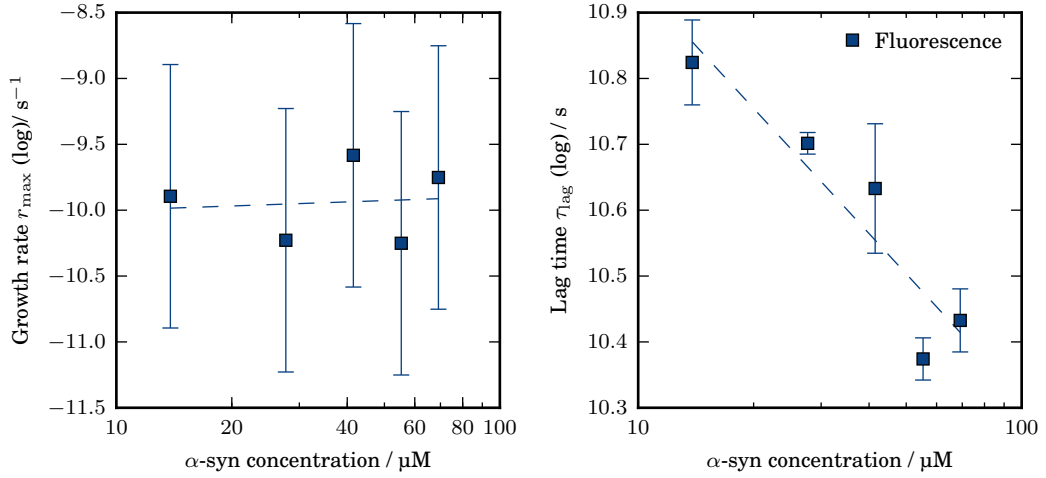 Growth rate r_max (log)/ s⁻¹
−8.5
−9.0
−9.5
−10.0
−10.5
−11.0
−11.5
10 20 40 60 80 100
α-syn concentration / µM
Lag time τ_lag (log) / s
10.9
10.8
10.7
10.6
10.5
10.4
10.3
Fluorescence
10 100
α-syn concentration / µM